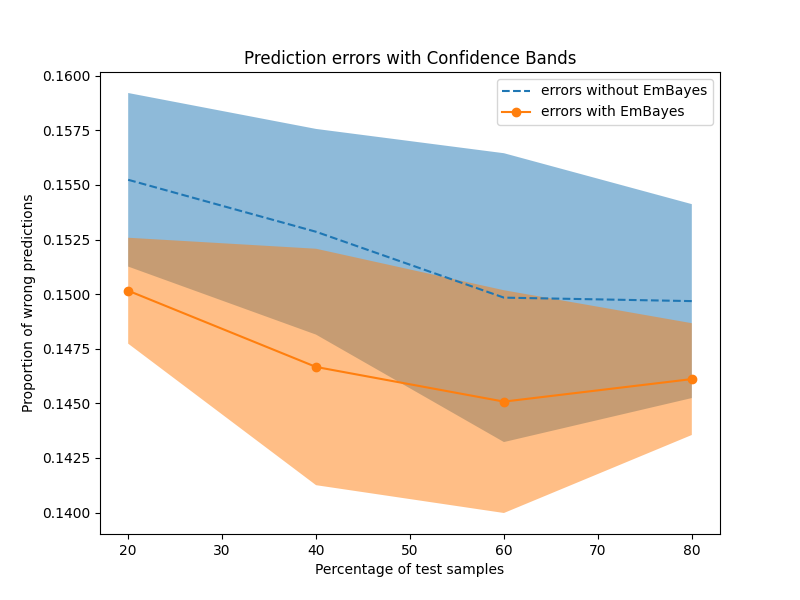 Prediction errors with Confidence Bands
errors without EmBayes
errors with EmBayes
Proportion of wrong predictions
0.1600
0.1575
0.1550
0.1525
0.1500
0.1475
0.1450
0.1425
0.1400
20 30 40 50 60 70 80
Percentage of test samples